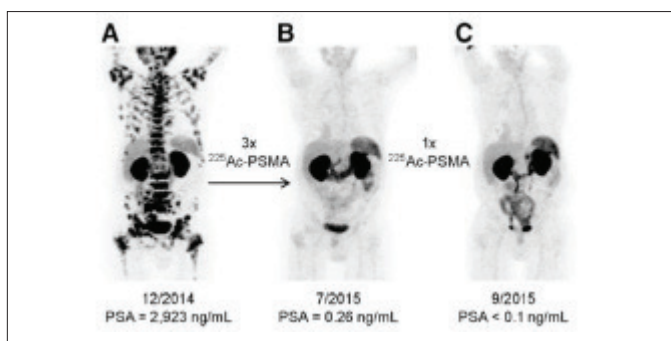 A
B
C
3x
²²⁵Ac-PSMA
1x
²²⁵Ac-PSMA
12/2014
PSA = 2,923 ng/mL
7/2015
PSA = 0.26 ng/mL
9/2015
PSA < 0.1 ng/mL